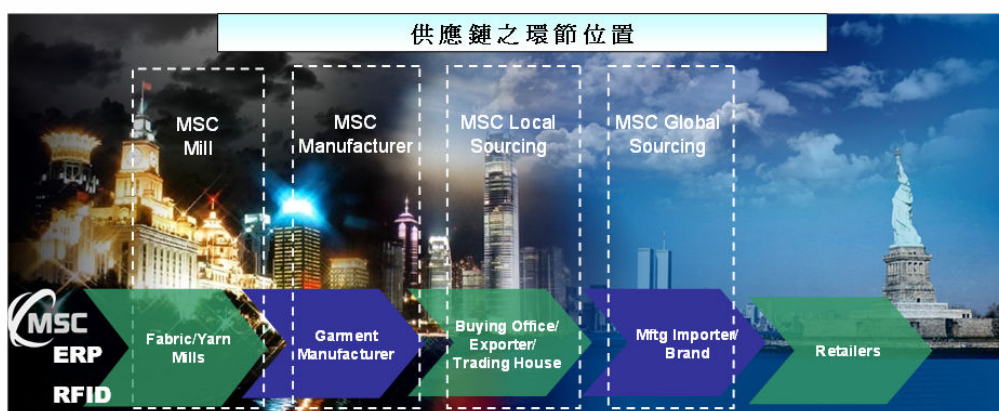 供應鏈之環節位置
MSC
Mill
MSC
Manufacturer
MSC Local
Sourcing
MSC Global
Sourcing
MSC
ERP
RFID
Fabric/Yarn
Mills
Garment
Manufacturer
Buying Office/
Exporter/
Trading House
Mftg Importer/
Brand
Retailers